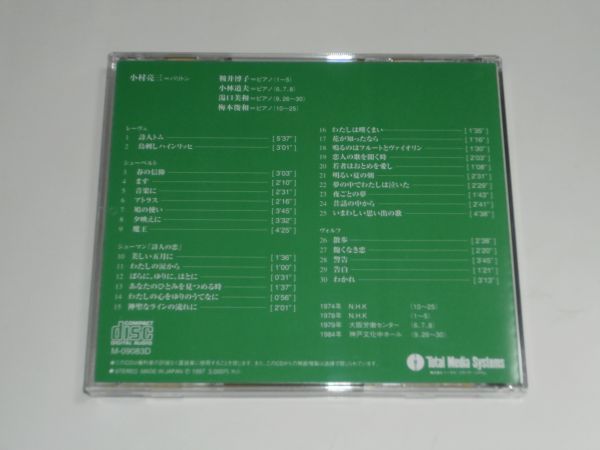 小村亮三=バリトン
鞍井博子=ピアノ(1〜5)
小林道夫=ピアノ(6,7,8)
湯口美和=ピアノ(9,26〜30)
梅本俊和=ピアノ(10〜25)
レーヴェ
1 詩人トム [5'37"]
2 鳥刺しハインリッヒ [3'01"]
シューベルト
3 春の信仰 [3'03"]
4 ます [2'10"]
5 音楽に [2'31"]
6 アトラス [2'16"]
7 鳩の使い [3'45"]
8 夕映えに [3'32"]
9 魔王 [4'25"]
シューマン「詩人の恋」
10 美しい五月に [1'36"]
11 わたしの涙から [1'00"]
12 ばらに、ゆりに、はとに [0'37"]
13 あなたのひとみを見つめる時 [1'37"]
14 わたしの心をゆりのうてなに [0'56"]
15 神聖なラインの流れに [2'01"]
16 わたしは嘆くまい [1'35"]
17 花が知ったなら [1'16"]
18 鳴るのはフルートとヴァイオリン [1'30"]
19 恋人の歌を聞く時 [2'03"]
20 若者はおとめを愛し [1'08"]
21 明るい夏の朝 [2'31"]
22 夢の中でわたしは泣いた [2'29"]
23 夜ごとの夢 [1'43"]
24 昔話の中から [2'41"]
25 いまわしい思い出の歌 [4'38"]
ヴォルフ
26 散歩 [2'38"]
27 飽くなき恋 [2'20"]
28 警告 [3'45"]
29 告白 [1'21"]
30 わかれ [3'13"]
1974年 N.H.K (10〜25)
1978年 N.H.K (1〜5)
1979年 大阪労働センター (6,7,8)
1984年 神戸文化中ホール (9,26〜30)
COMPACT
disc
DIGITAL AUDIO
M-09083D
STEREO MADE IN JAPAN Ⓟ 1997
Total Media Systems